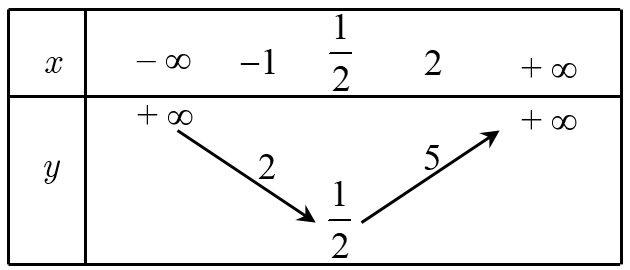 x −∞ −1 1/2 2 +∞
y +∞ 2 1/2 5 +∞